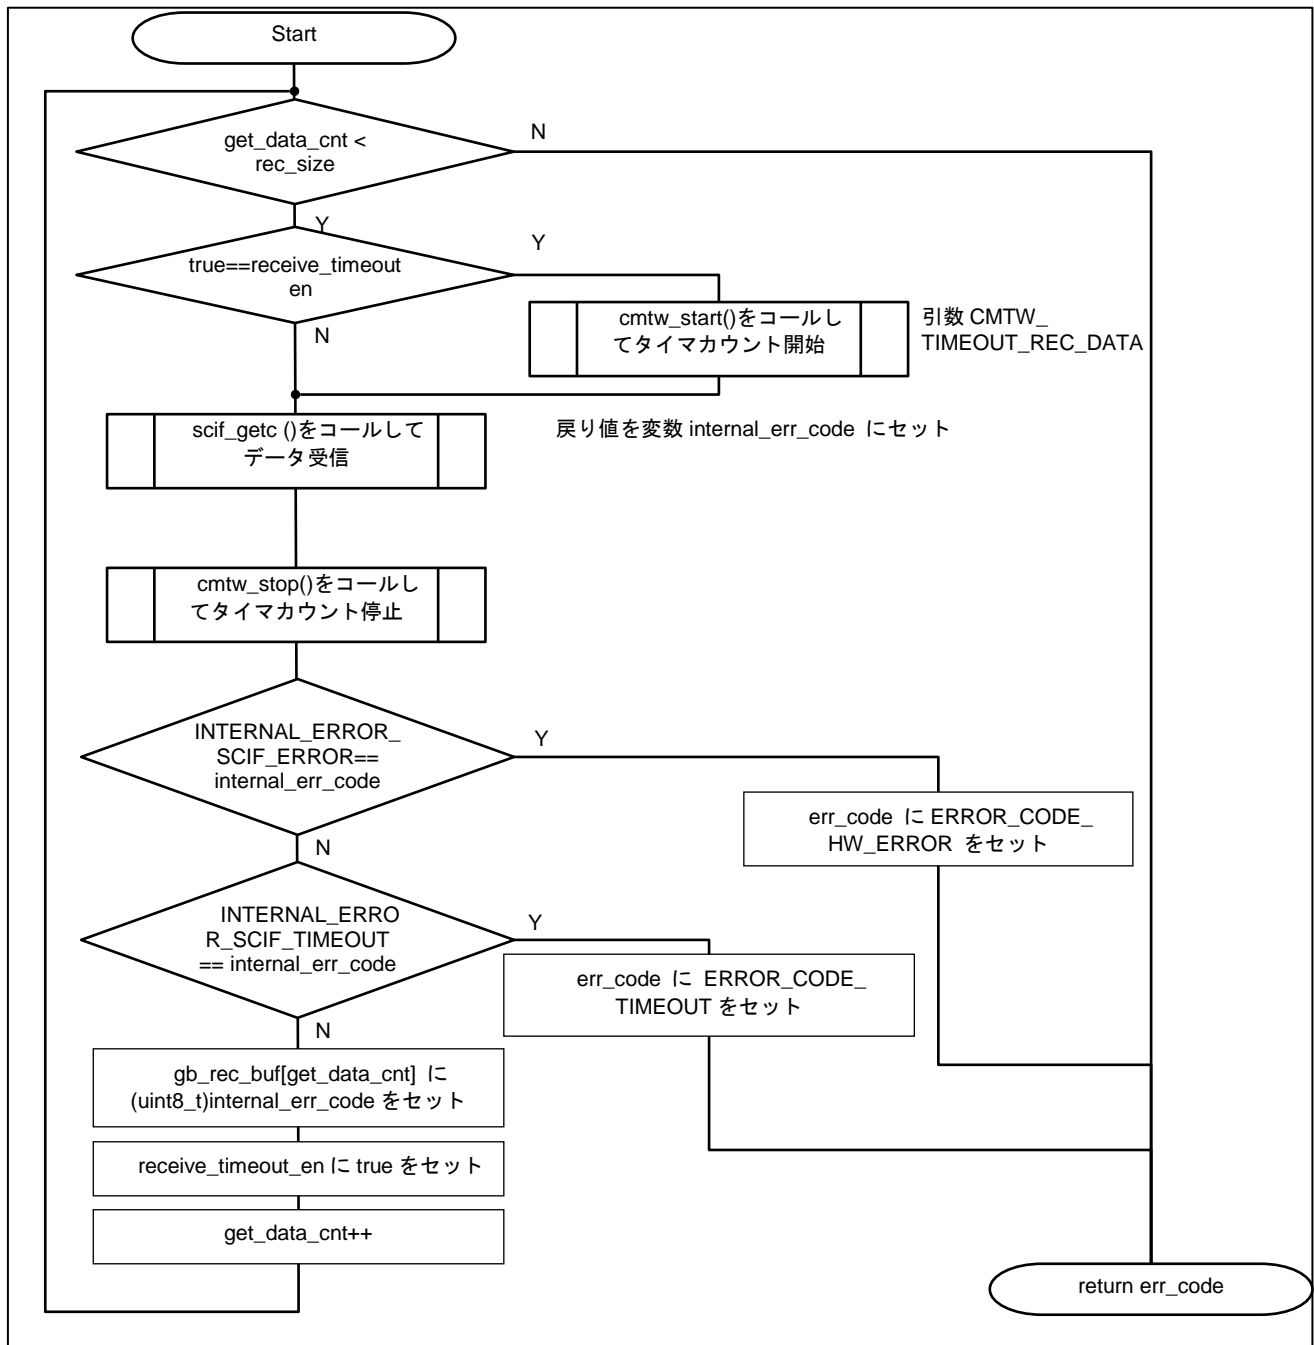 Start
get_data_cnt <
rec_size
N
Y
true==receive_timeout
en
Y
N
cmtw_start()をコールし
てタイマカウント開始
引数 CMTW_
TIMEOUT_REC_DATA
scif_getc ()をコールして
データ受信
戻り値を変数 internal_err_code にセット
cmtw_stop()をコールし
てタイマカウント停止
INTERNAL_ERROR_
SCIF_ERROR==
internal_err_code
Y
N
err_code に ERROR_CODE_
HW_ERROR をセット
INTERNAL_ERRO
R_SCIF_TIMEOUT
== internal_err_code
Y
N
err_code に ERROR_CODE_
TIMEOUT をセット
gb_rec_buf[get_data_cnt] に
(uint8_t)internal_err_code をセット
receive_timeout_en に true をセット
get_data_cnt++
return err_code